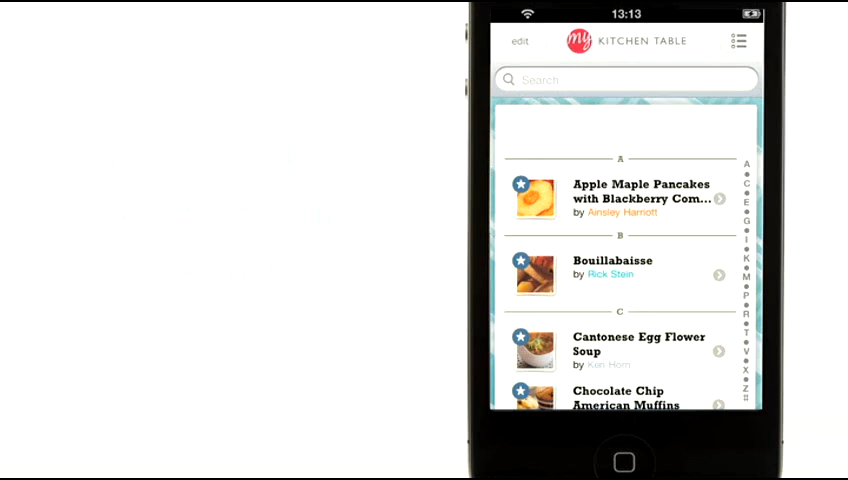 13:13
edit
my KITCHEN TABLE
Search
A
Apple Maple Pancakes
with Blackberry Com...
by Ainsley Harriott
B
Bouillabaisse
by Rick Stein
C
Cantonese Egg Flower
Soup
by Ken Hom
Chocolate Chip
American Muffins
A
C
E
G
I
K
M
P
R
T
V
X
Z
#